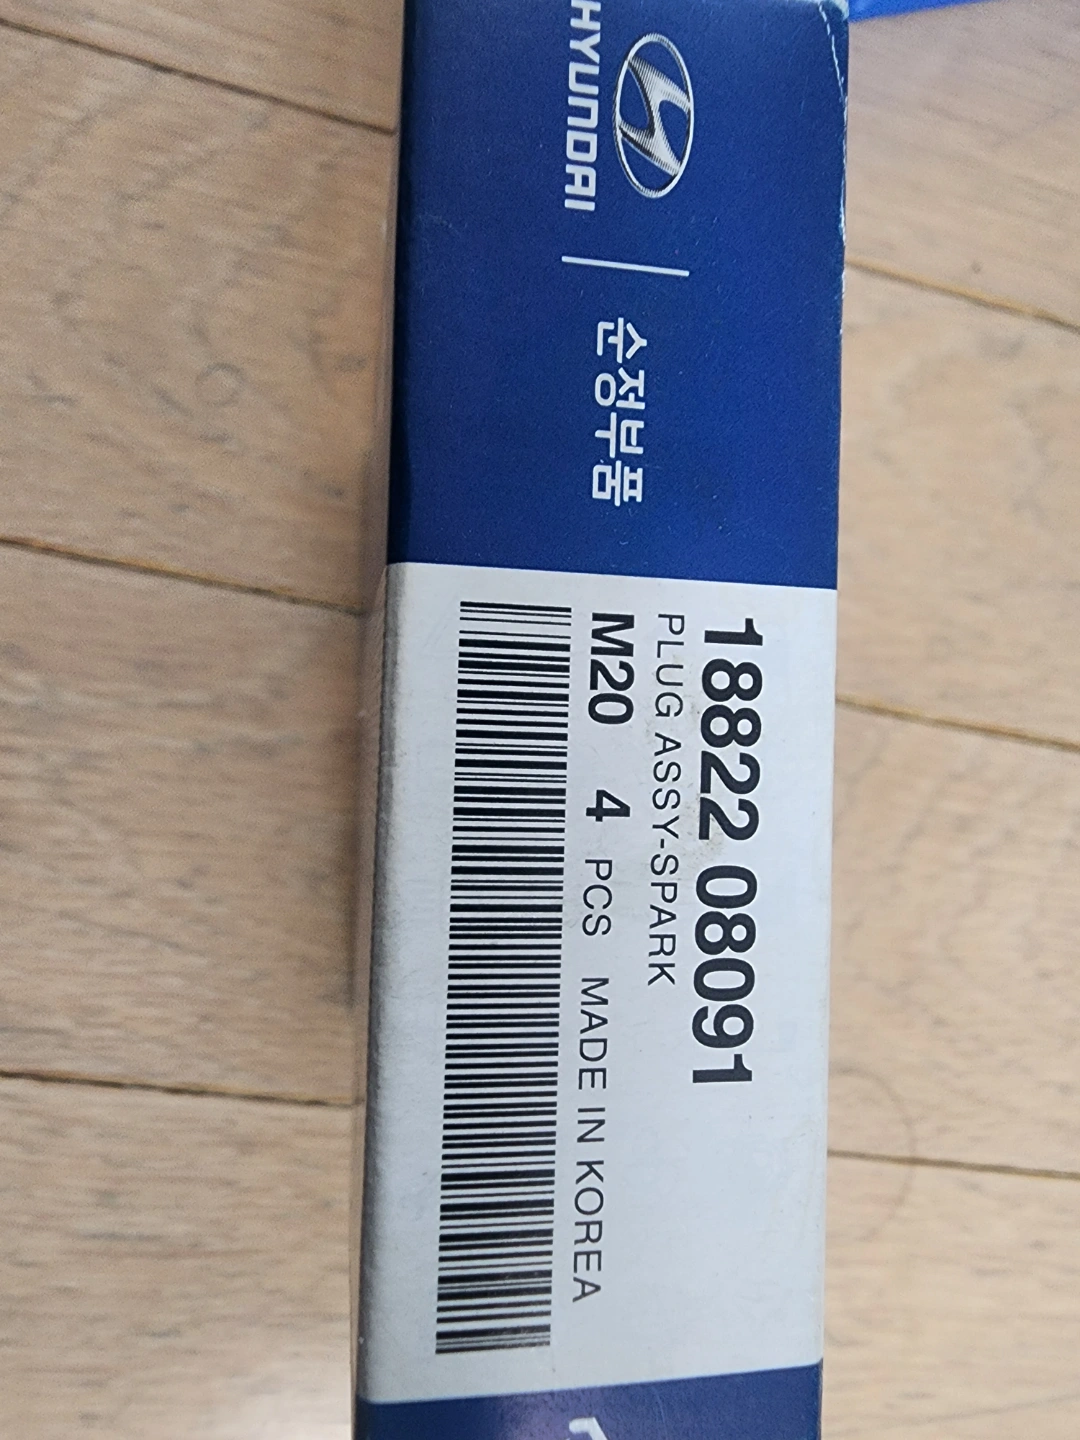 HYUNDAI
순정부품
18822 08091
PLUG ASSY-SPARK
M20 4 PCS MADE IN KOREA